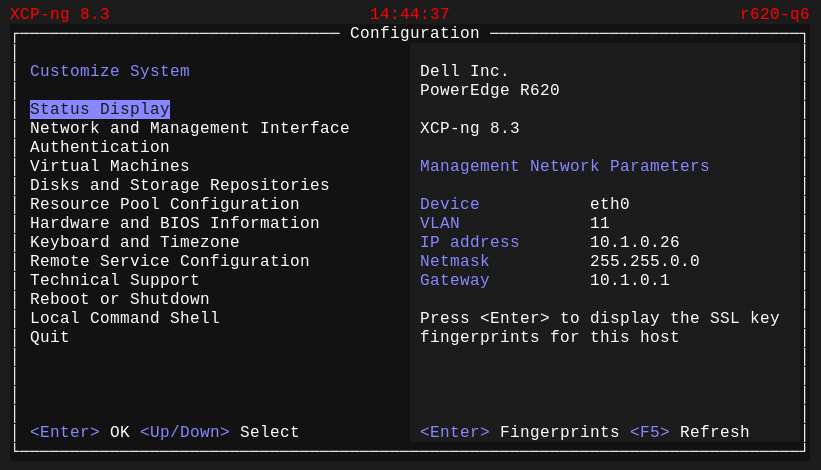 XCP-ng 8.3 14:44:37 r620-q6
Configuration
Customize System
Status Display
Network and Management Interface
Authentication
Virtual Machines
Disks and Storage Repositories
Resource Pool Configuration
Hardware and BIOS Information
Keyboard and Timezone
Remote Service Configuration
Technical Support
Reboot or Shutdown
Local Command Shell
Quit
<Enter> OK <Up/Down> Select
Dell Inc.
PowerEdge R620
XCP-ng 8.3
Management Network Parameters
Device eth0
VLAN 11
IP address 10.1.0.26
Netmask 255.255.0.0
Gateway 10.1.0.1
Press <Enter> to display the SSL key
fingerprints for this host
<Enter> Fingerprints <F5> Refresh